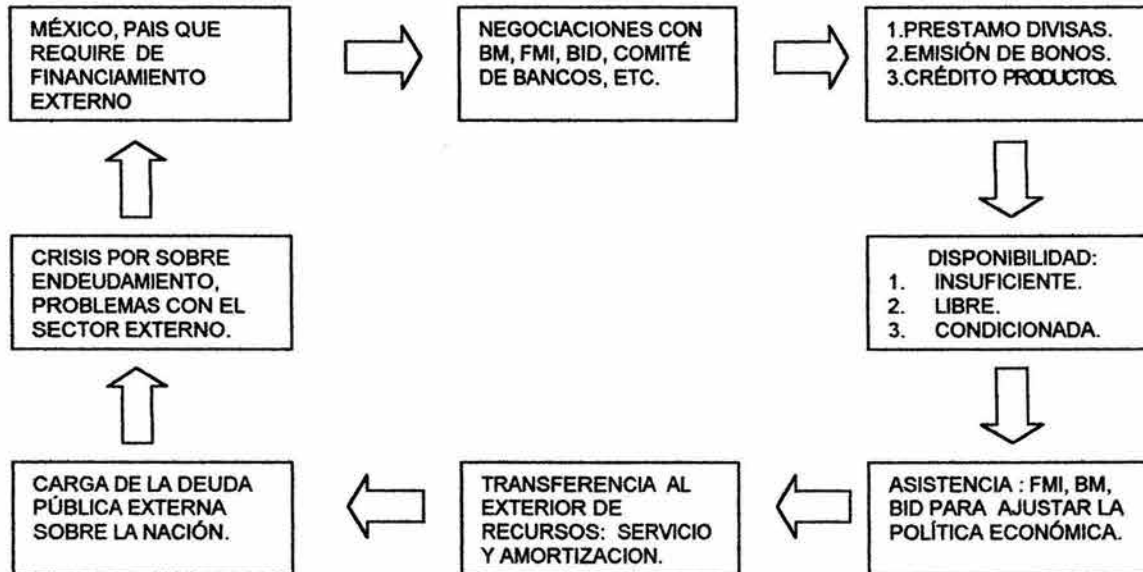 MÉXICO, PAIS QUE
REQUIRE DE
FINANCIAMIENTO
EXTERNO
NEGOCIACIONES CON
BM, FMI, BID, COMITÉ
DE BANCOS, ETC.
1.PRESTAMO DIVISAS.
2.EMISIÓN DE BONOS.
3.CRÉDITO PRODUCTOS.
DISPONIBILIDAD:
1. INSUFICIENTE.
2. LIBRE.
3. CONDICIONADA.
ASISTENCIA : FMI, BM,
BID PARA AJUSTAR LA
POLÍTICA ECONÓMICA.
TRANSFERENCIA AL
EXTERIOR DE
RECURSOS: SERVICIO
Y AMORTIZACION.
CARGA DE LA DEUDA
PÚBLICA EXTERNA
SOBRE LA NACIÓN.
CRISIS POR SOBRE
ENDEUDAMIENTO,
PROBLEMAS CON EL
SECTOR EXTERNO.